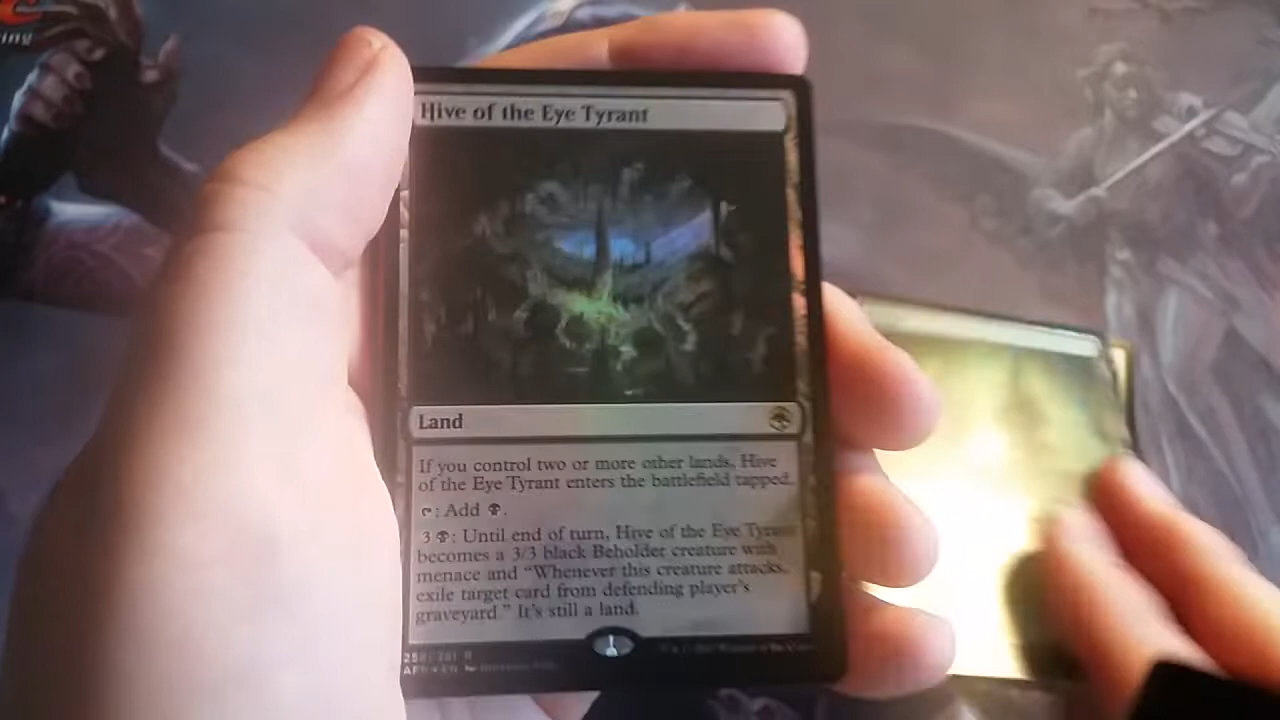 Hive of the Eye Tyrant
Land
If you control two or more other lands, Hive
of the Eye Tyrant enters the battlefield tapped.
: Add .
3 : Until end of turn, Hive of the Eye Tyrant
becomes a 3/3 black Beholder creature with
menace and “Whenever this creature attacks,
exile target card from defending player's
graveyard.” It's still a land.